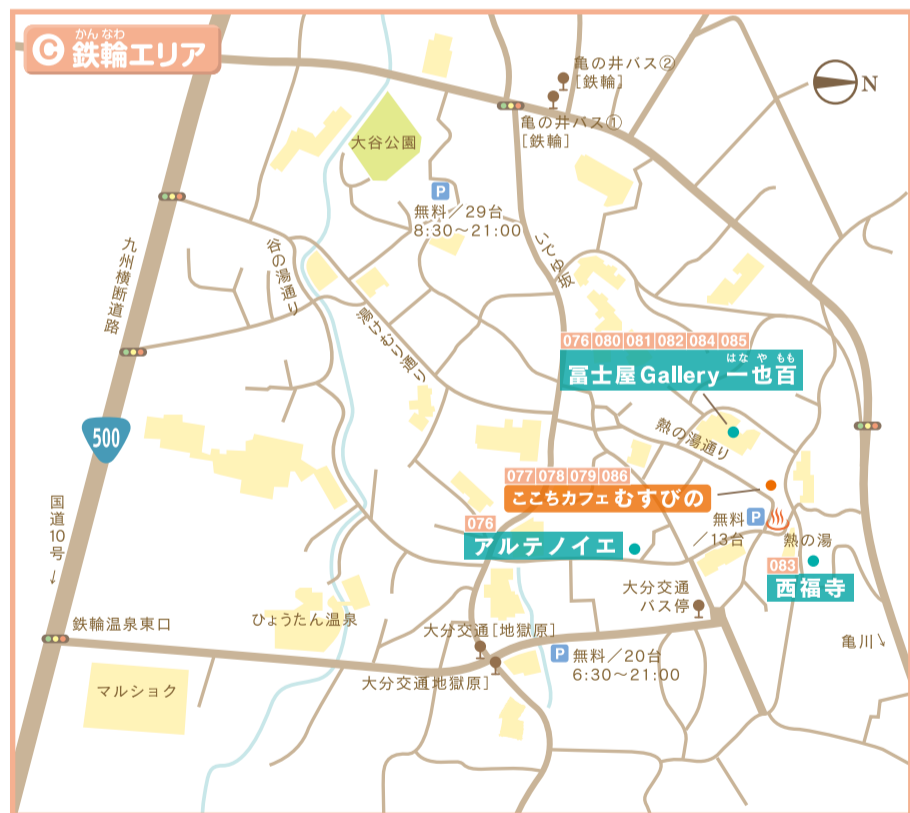 かんなわ
C 鉄輪エリア
亀の井バス②
[鉄輪]
N
亀の井バス①
[鉄輪]
大谷公園
P
無料/29台
8:30〜21:00
九州横断道路
谷の湯通り
いでゆ坂
湯けむり通り
076 080 081 082 084 085
はなやもも
冨士屋Gallery 一也百
500
熱の湯通り
077 078 079 086
ここちカフェ むすびの
無料 P
/13台
熱の湯
国道10号↓
076
アルテノイエ
083
西福寺
大分交通
バス停
鉄輪温泉東口
ひょうたん温泉
大分交通[地獄原]
亀川↘
P 無料/20台
6:30〜21:00
大分交通地獄原]
マルショク